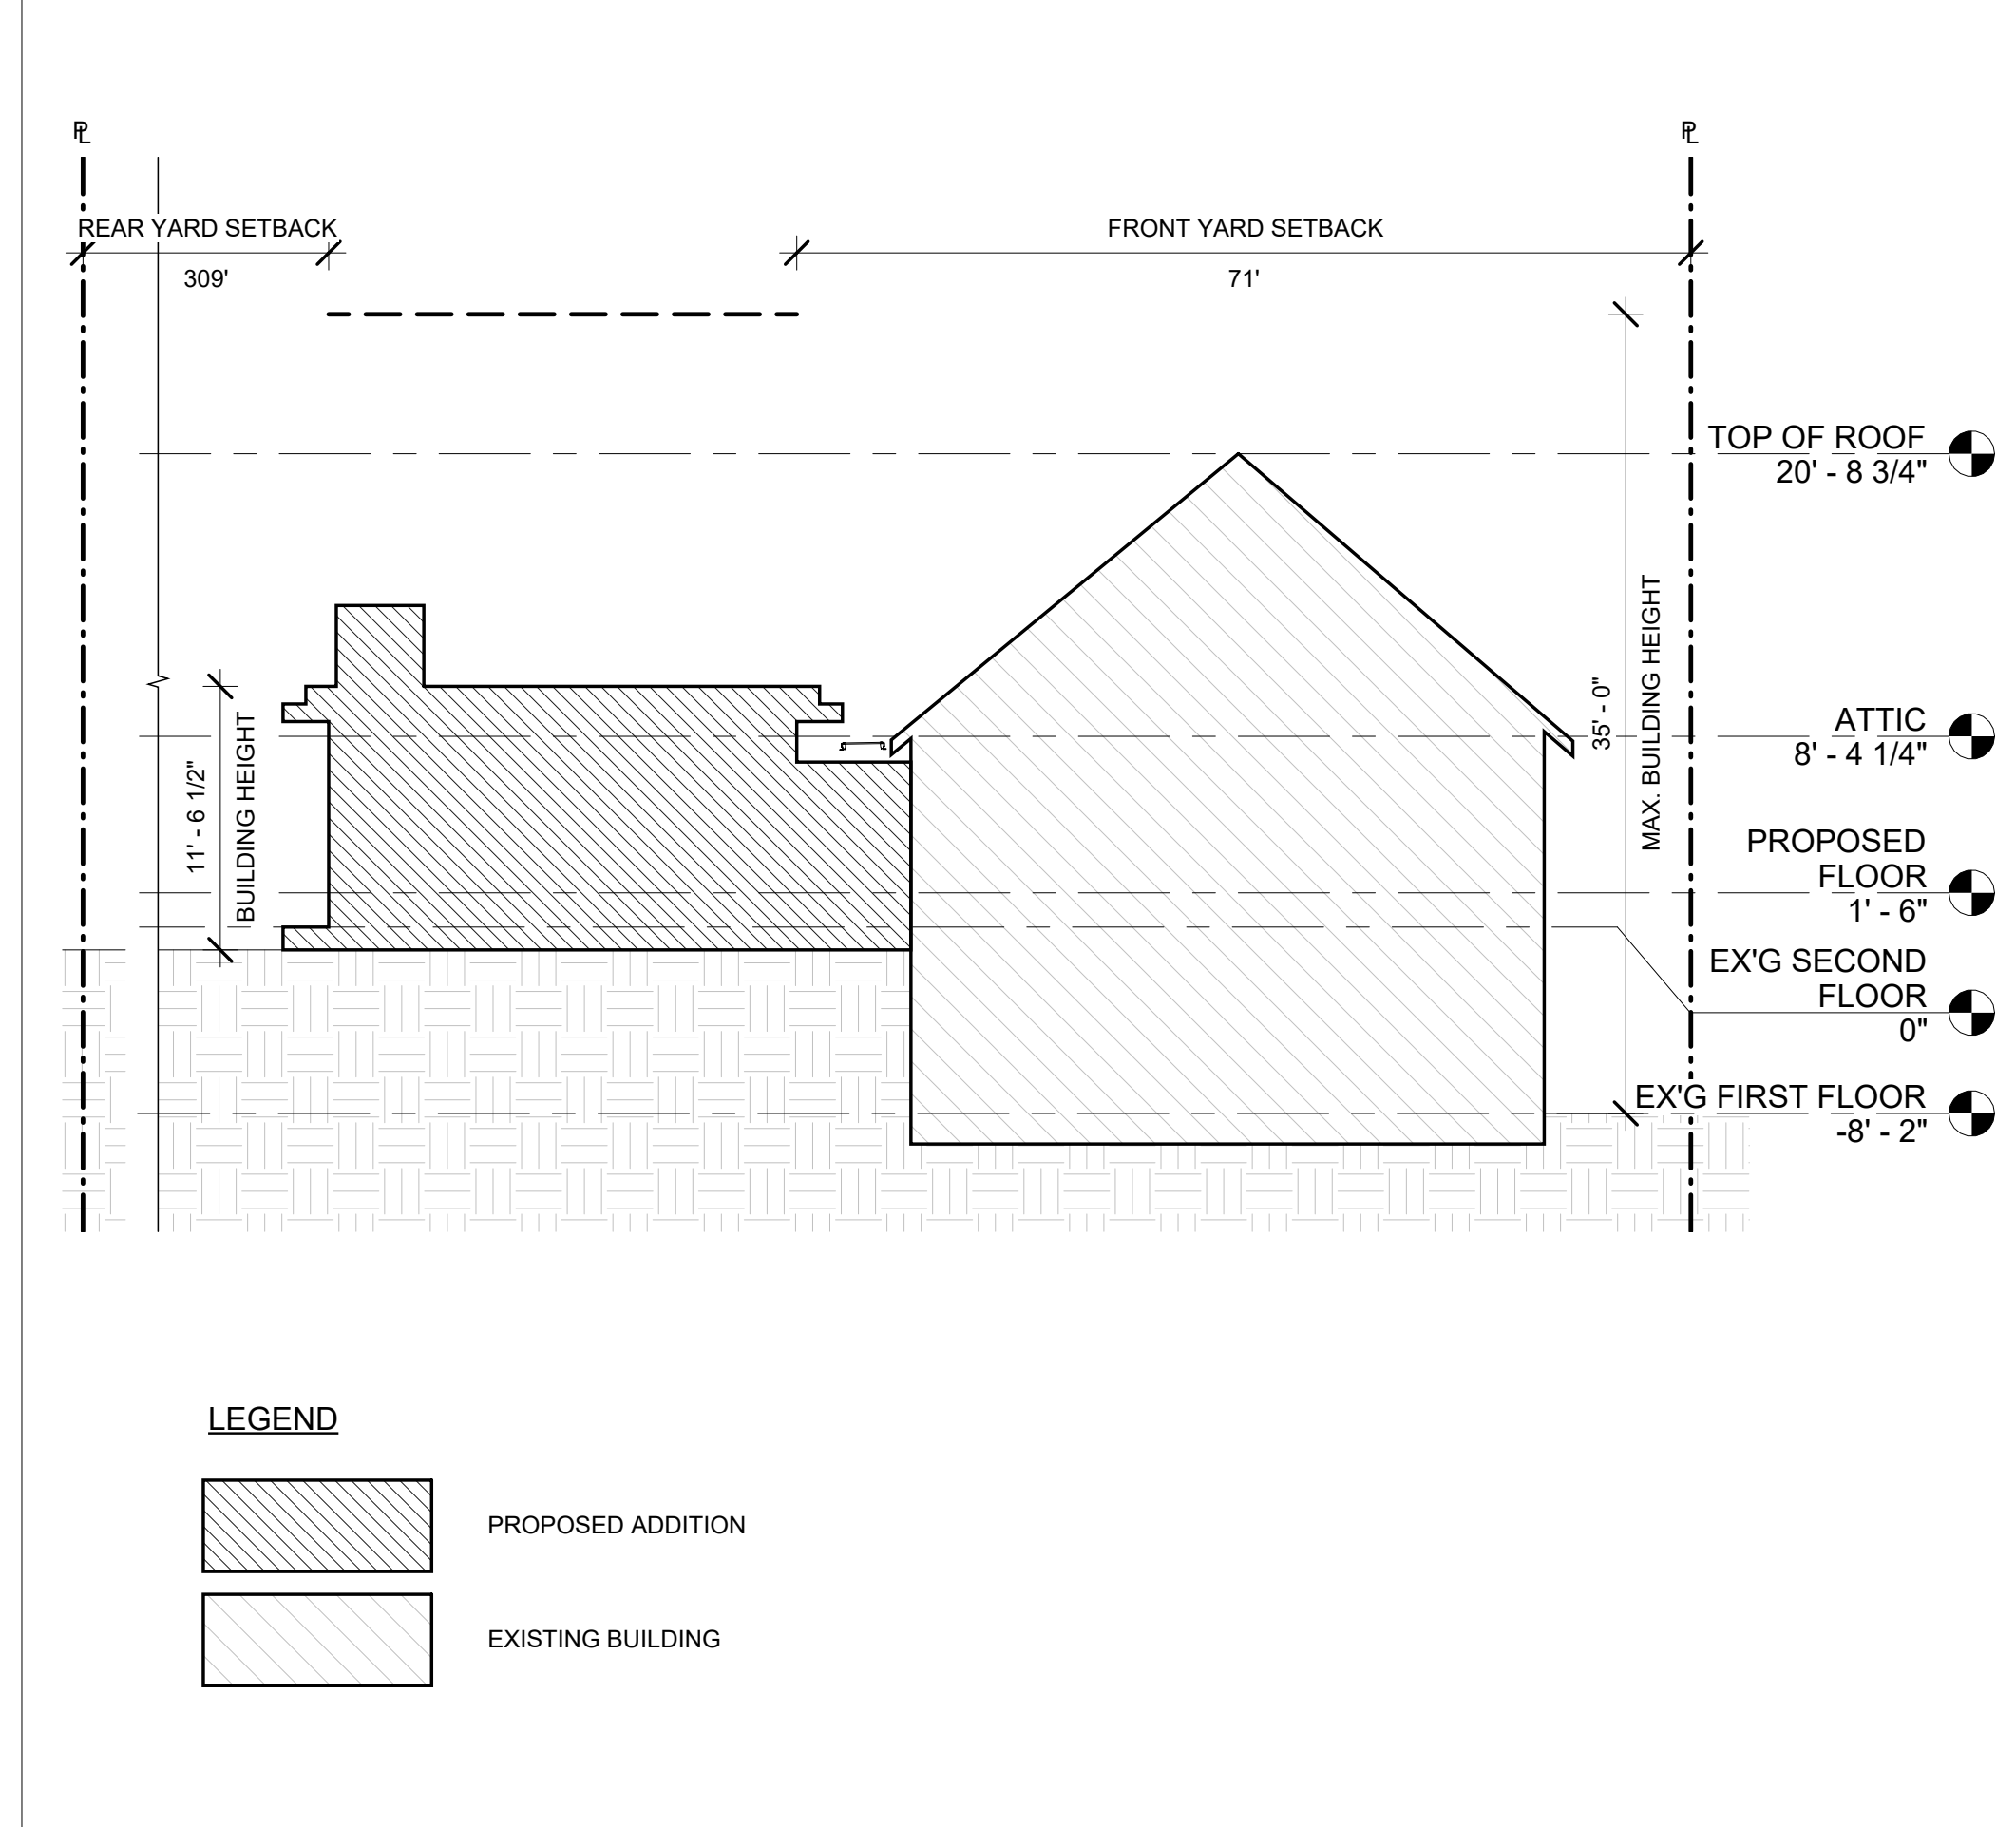 ℄ ℄
REAR YARD SETBACK
309'
FRONT YARD SETBACK
71'
TOP OF ROOF
20' - 8 3/4"
35' - 0"
MAX. BUILDING HEIGHT
11' - 6 1/2"
BUILDING HEIGHT
ATTIC
8' - 4 1/4"
PROPOSED
FLOOR
1' - 6"
EX'G SECOND
FLOOR
0"
EX'G FIRST FLOOR
-8' - 2"
LEGEND
PROPOSED ADDITION
EXISTING BUILDING